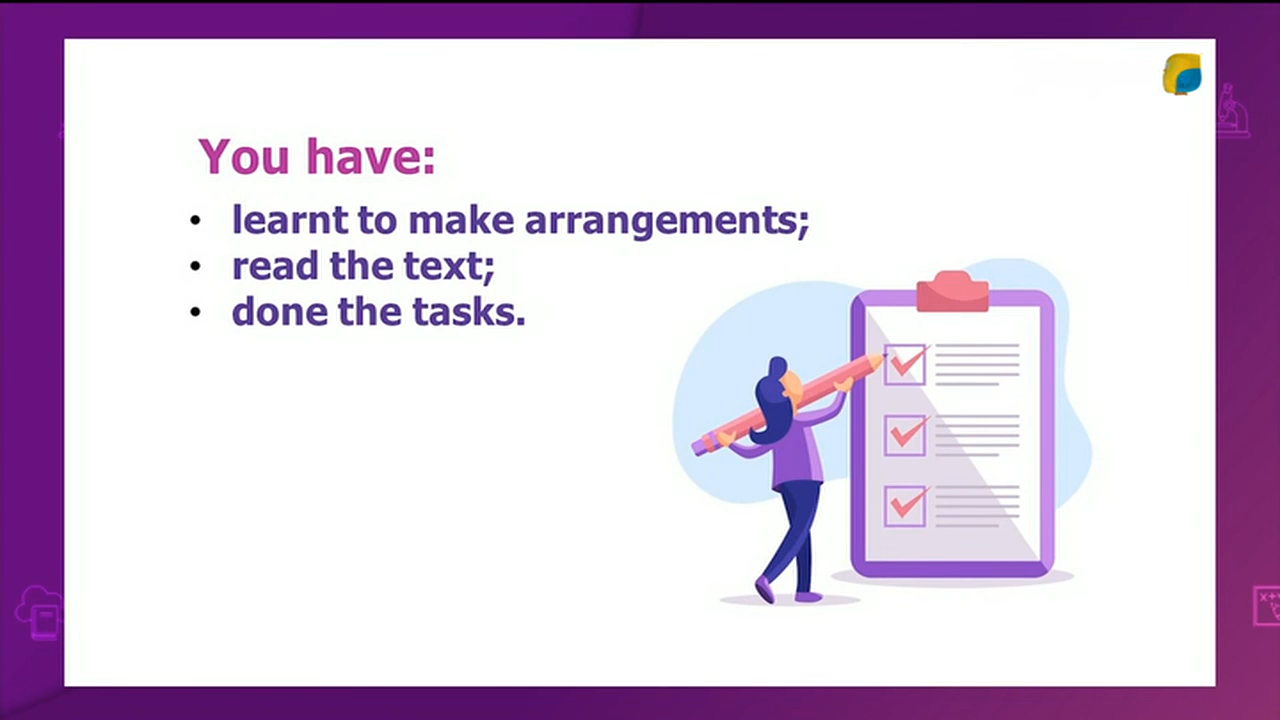 You have:
• learnt to make arrangements;
• read the text;
• done the tasks.